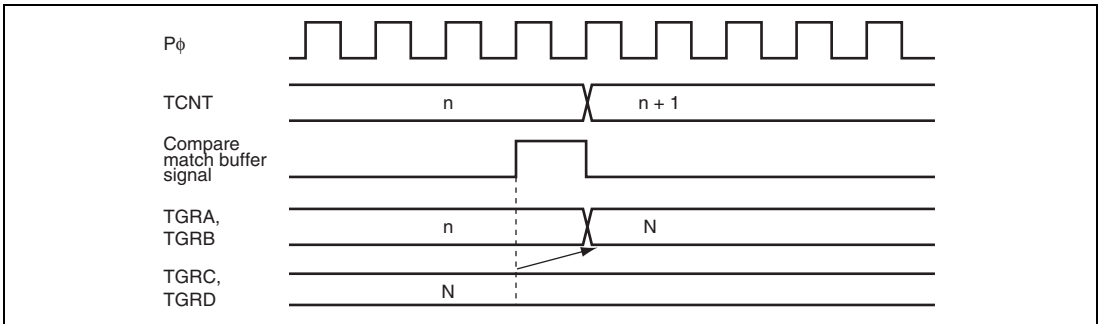 Pϕ
TCNT n n + 1
Compare
match buffer
signal
TGRA,
TGRB
n N
TGRC,
TGRD
N